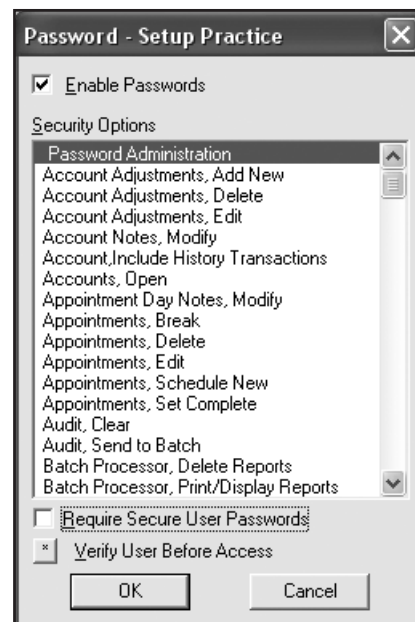 Password - Setup Practice
Enable Passwords
Security Options
Password Administration
Account Adjustments, Add New
Account Adjustments, Delete
Account Adjustments, Edit
Account Notes, Modify
Account,Include History Transactions
Accounts, Open
Appointment Day Notes, Modify
Appointments, Break
Appointments, Delete
Appointments, Edit
Appointments, Schedule New
Appointments, Set Complete
Audit, Clear
Audit, Send to Batch
Batch Processor, Delete Reports
Batch Processor, Print/Display Reports
Require Secure User Passwords
* Verify User Before Access
OK Cancel